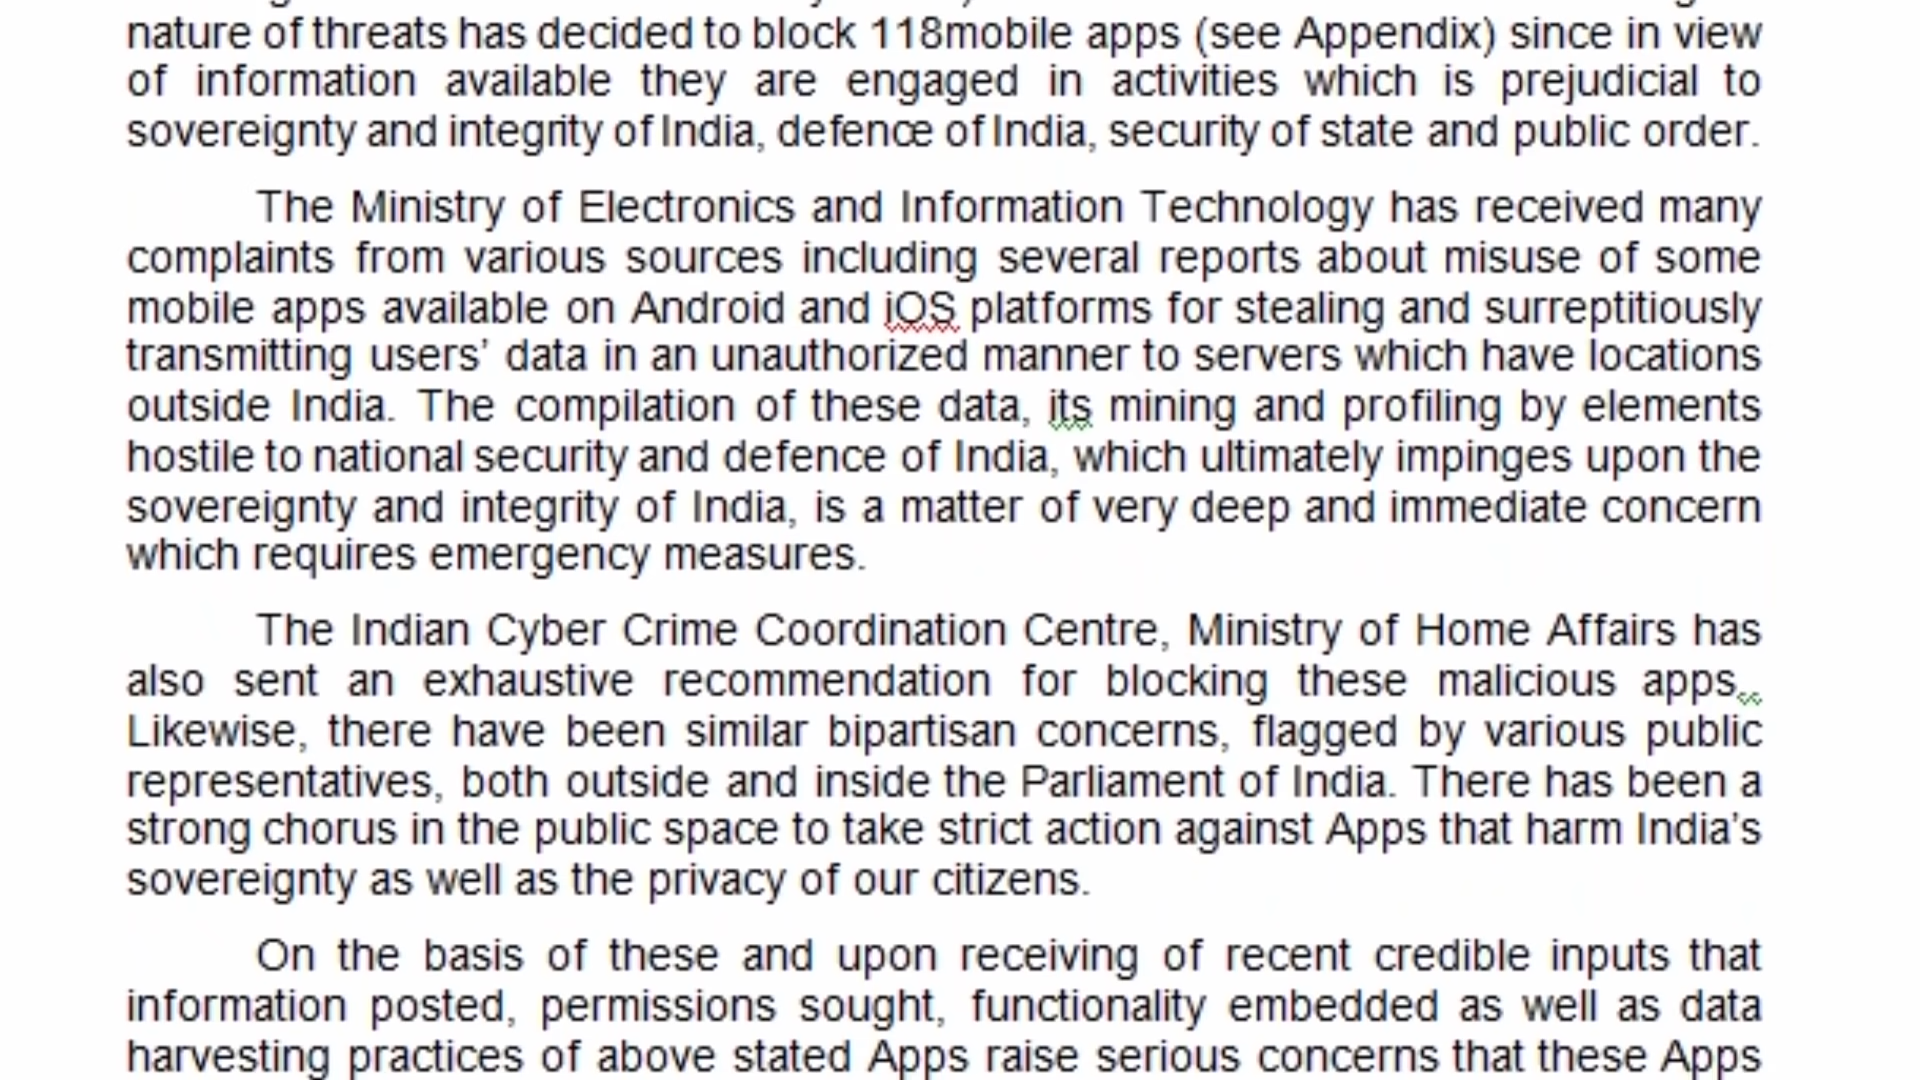 nature of threats has decided to block 118mobile apps (see Appendix) since in view
of information available they are engaged in activities which is prejudicial to
sovereignty and integrity of India, defence of India, security of state and public order.
The Ministry of Electronics and Information Technology has received many
complaints from various sources including several reports about misuse of some
mobile apps available on Android and iOS platforms for stealing and surreptitiously
transmitting users’ data in an unauthorized manner to servers which have locations
outside India. The compilation of these data, its mining and profiling by elements
hostile to national security and defence of India, which ultimately impinges upon the
sovereignty and integrity of India, is a matter of very deep and immediate concern
which requires emergency measures.
The Indian Cyber Crime Coordination Centre, Ministry of Home Affairs has
also sent an exhaustive recommendation for blocking these malicious apps.
Likewise, there have been similar bipartisan concerns, flagged by various public
representatives, both outside and inside the Parliament of India. There has been a
strong chorus in the public space to take strict action against Apps that harm India’s
sovereignty as well as the privacy of our citizens.
On the basis of these and upon receiving of recent credible inputs that
information posted, permissions sought, functionality embedded as well as data
harvesting practices of above stated Apps raise serious concerns that these Apps